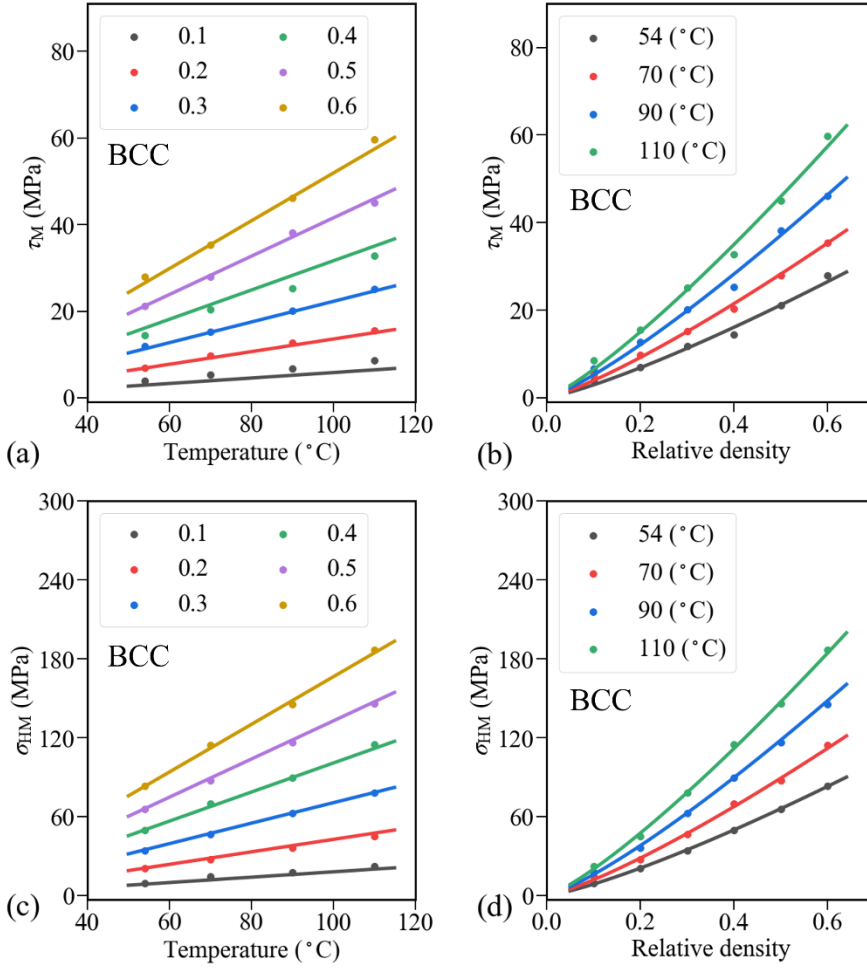 80
60
40
20
0
τM (MPa)
0.1
0.2
0.3
0.4
0.5
0.6
BCC
40 60 80 100 120
(a)
Temperature (°C)
80
60
40
20
0
τM (MPa)
54 (°C)
70 (°C)
90 (°C)
110 (°C)
BCC
0.0 0.2 0.4 0.6
(b)
Relative density
300
240
180
120
60
0
σHM (MPa)
0.1
0.2
0.3
0.4
0.5
0.6
BCC
40 60 80 100 120
(c)
Temperature (°C)
300
240
180
120
60
0
σHM (MPa)
54 (°C)
70 (°C)
90 (°C)
110 (°C)
BCC
0.0 0.2 0.4 0.6
(d)
Relative density